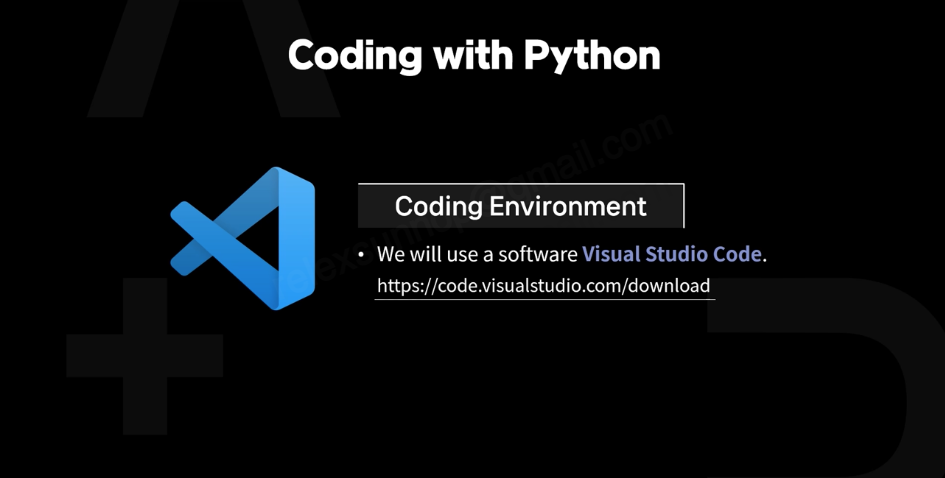 Coding with Python
Coding Environment
• We will use a software Visual Studio Code.
https://code.visualstudio.com/download